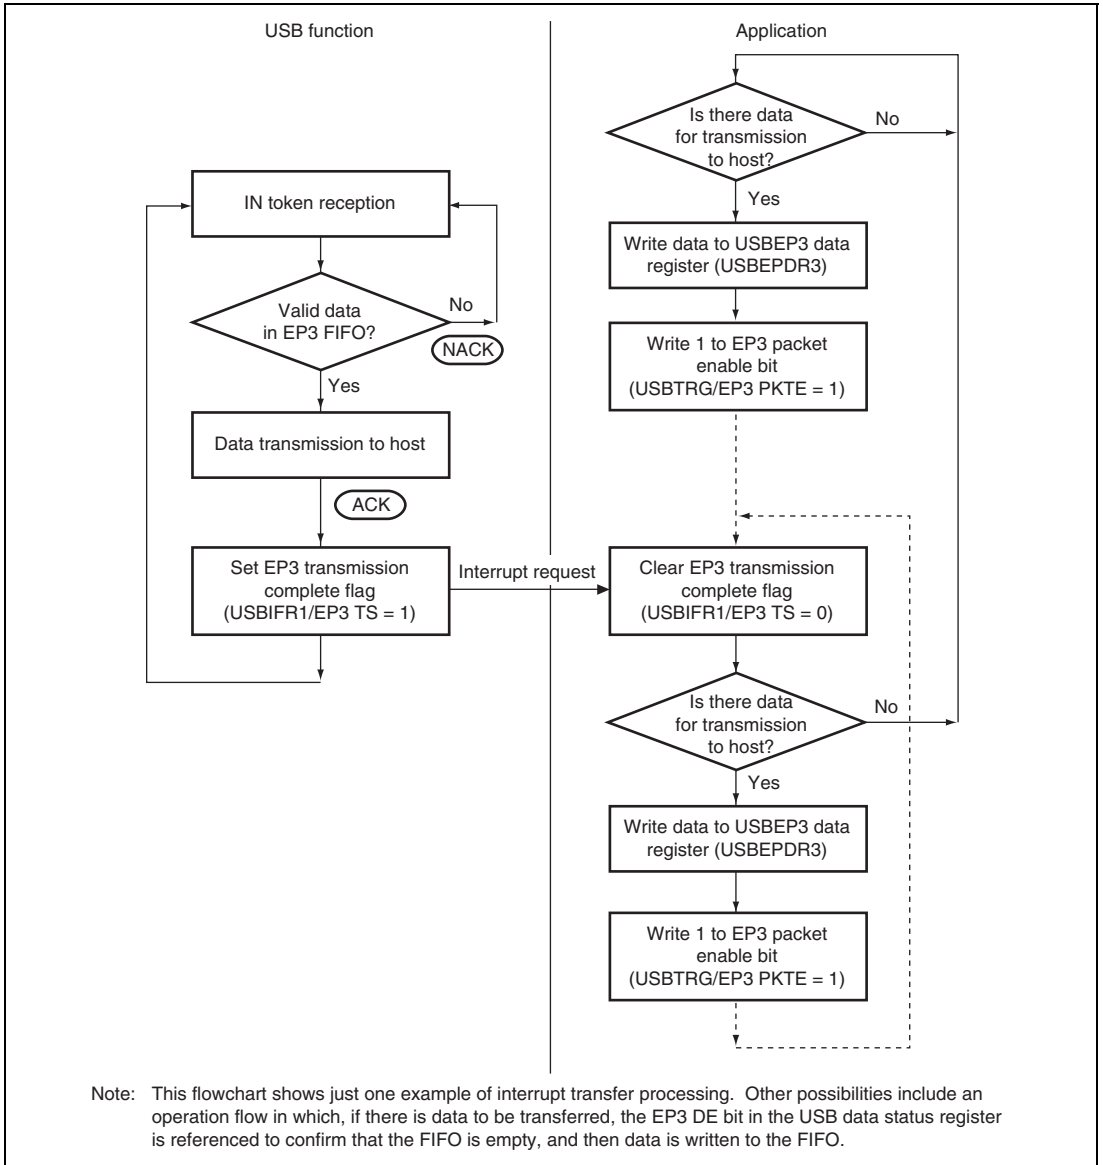 USB function
Application
Is there data
for transmission
to host?
No
Yes
IN token reception
Write data to USBEP3 data
register (USBEPDR3)
Valid data
in EP3 FIFO?
No
NACK
Yes
Write 1 to EP3 packet
enable bit
(USBTRG/EP3 PKTE = 1)
Data transmission to host
ACK
Set EP3 transmission
complete flag
(USBIFR1/EP3 TS = 1)
Interrupt request
Clear EP3 transmission
complete flag
(USBIFR1/EP3 TS = 0)
Is there data
for transmission
to host?
No
Yes
Write data to USBEP3 data
register (USBEPDR3)
Write 1 to EP3 packet
enable bit
(USBTRG/EP3 PKTE = 1)
Note: This flowchart shows just one example of interrupt transfer processing. Other possibilities include an
operation flow in which, if there is data to be transferred, the EP3 DE bit in the USB data status register
is referenced to confirm that the FIFO is empty, and then data is written to the FIFO.